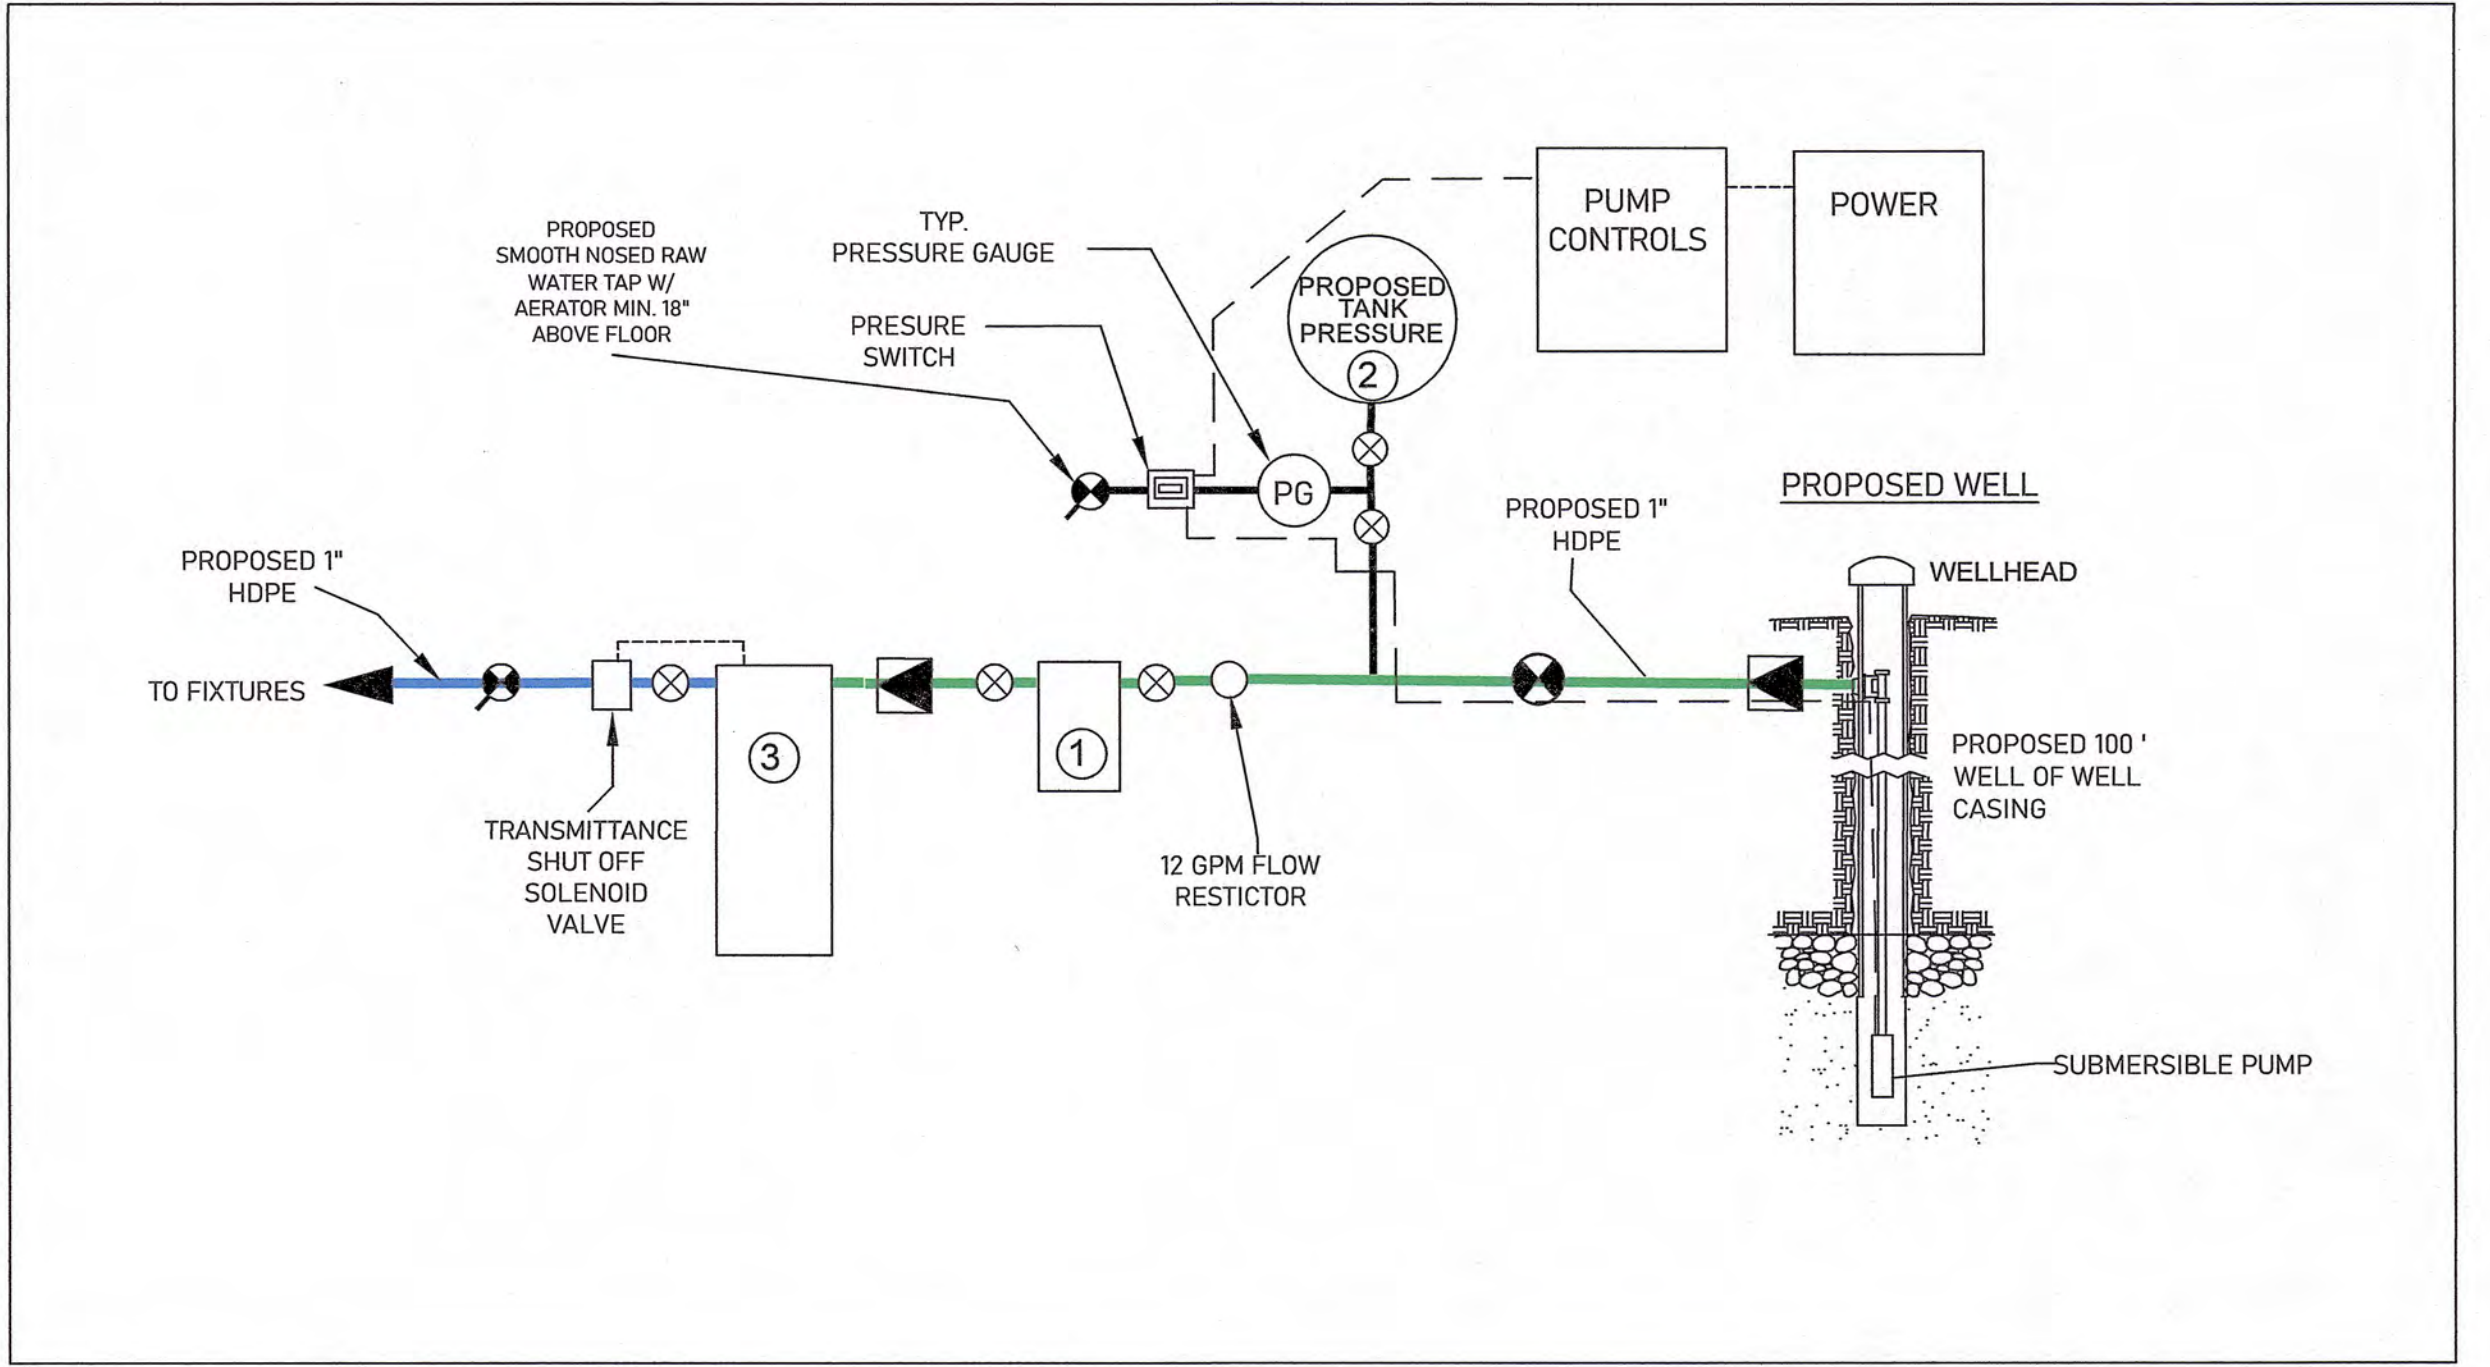 PUMP
CONTROLS
POWER
TYP.
PRESSURE GAUGE
PROPOSED
SMOOTH NOSED RAW
WATER TAP W/
AERATOR MIN. 18"
ABOVE FLOOR
PRESURE
SWITCH
PROPOSED
TANK
PRESSURE
2
PG
PROPOSED WELL
PROPOSED 1"
HDPE
WELLHEAD
PROPOSED 1"
HDPE
TO FIXTURES
3
1
PROPOSED 100 '
WELL OF WELL
CASING
TRANSMITTANCE
SHUT OFF
SOLENOID
VALVE
12 GPM FLOW
RESTICTOR
SUBMERSIBLE PUMP